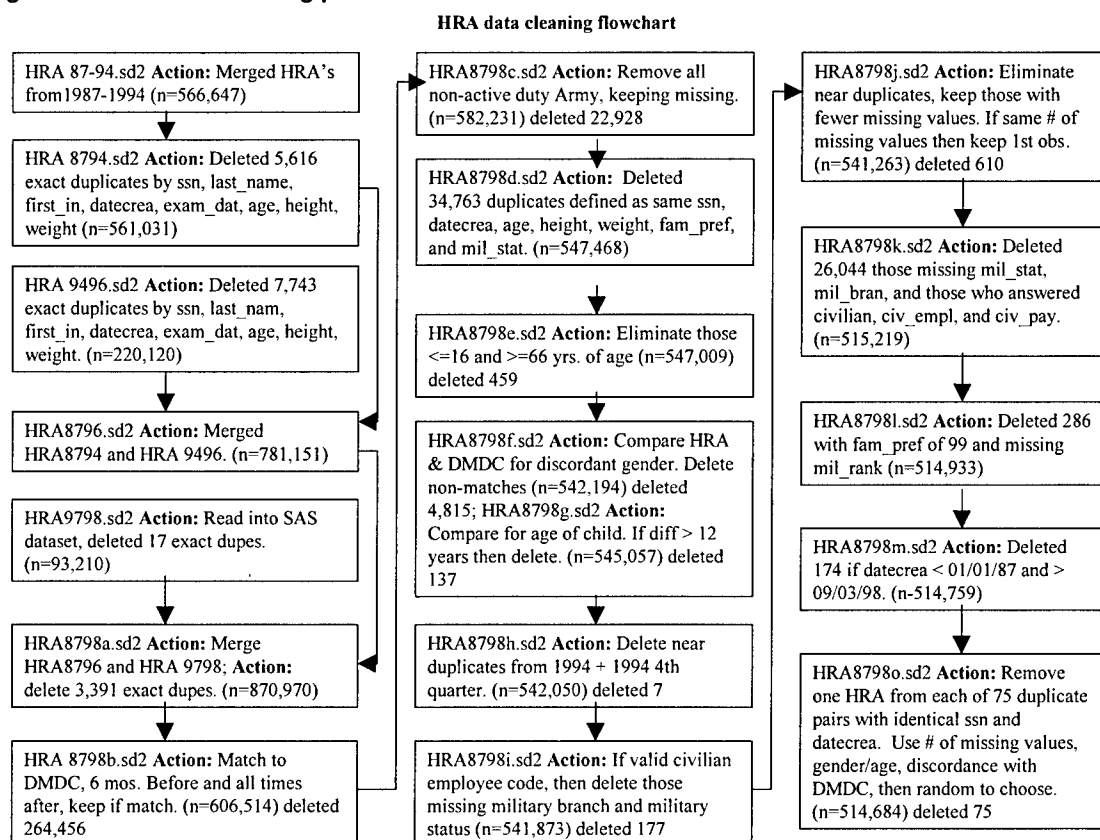 HRA data cleaning flowchart
HRA 87-94.sd2 Action: Merged HRA's
from1987-1994 (n=566,647)
HRA 8794.sd2 Action: Deleted 5,616
exact duplicates by ssn, last_name,
first_in, datecrea, exam_dat, age, height,
weight (n=561,031)
HRA 9496.sd2 Action: Deleted 7,743
exact duplicates by ssn, last_nam,
first_in, datecrea, exam_dat, age, height,
weight. (n=220,120)
HRA8796.sd2 Action: Merged
HRA8794 and HRA 9496. (n=781,151)
HRA9798.sd2 Action: Read into SAS
dataset, deleted 17 exact dupes.
(n=93,210)
HRA8798a.sd2 Action: Merge
HRA8796 and HRA 9798; Action:
delete 3,391 exact dupes. (n=870,970)
HRA 8798b.sd2 Action: Match to
DMDC, 6 mos. Before and all times
after, keep if match. (n=606,514) deleted
264,456
HRA8798c.sd2 Action: Remove all
non-active duty Army, keeping missing.
(n=582,231) deleted 22,928
HRA8798d.sd2 Action: Deleted
34,763 duplicates defined as same ssn,
datecrea, age, height, weight, fam_pref,
and mil_stat. (n=547,468)
HRA8798e.sd2 Action: Eliminate those
<=16 and >=66 yrs. of age (n=547,009)
deleted 459
HRA8798f.sd2 Action: Compare HRA
& DMDC for discordant gender. Delete
non-matches (n=542,194) deleted
4,815; HRA8798g.sd2 Action:
Compare for age of child. If diff > 12
years then delete. (n=545,057) deleted
137
HRA8798h.sd2 Action: Delete near
duplicates from 1994 + 1994 4th
quarter. (n=542,050) deleted 7
HRA8798i.sd2 Action: If valid civilian
employee code, then delete those
missing military branch and military
status (n=541,873) deleted 177
HRA8798j.sd2 Action: Eliminate
near duplicates, keep those with
fewer missing values. If same # of
missing values then keep 1st obs.
(n=541,263) deleted 610
HRA8798k.sd2 Action: Deleted
26,044 those missing mil_stat,
mil_bran, and those who answered
civilian, civ_empl, and civ_pay.
(n=515,219)
HRA8798l.sd2 Action: Deleted 286
with fam_pref of 99 and missing
mil_rank (n=514,933)
HRA8798m.sd2 Action: Deleted
174 if datecrea < 01/01/87 and >
09/03/98. (n-514,759)
HRA8798o.sd2 Action: Remove
one HRA from each of 75 duplicate
pairs with identical ssn and
datecrea. Use # of missing values,
gender/age, discordance with
DMDC, then random to choose.
(n=514,684) deleted 75